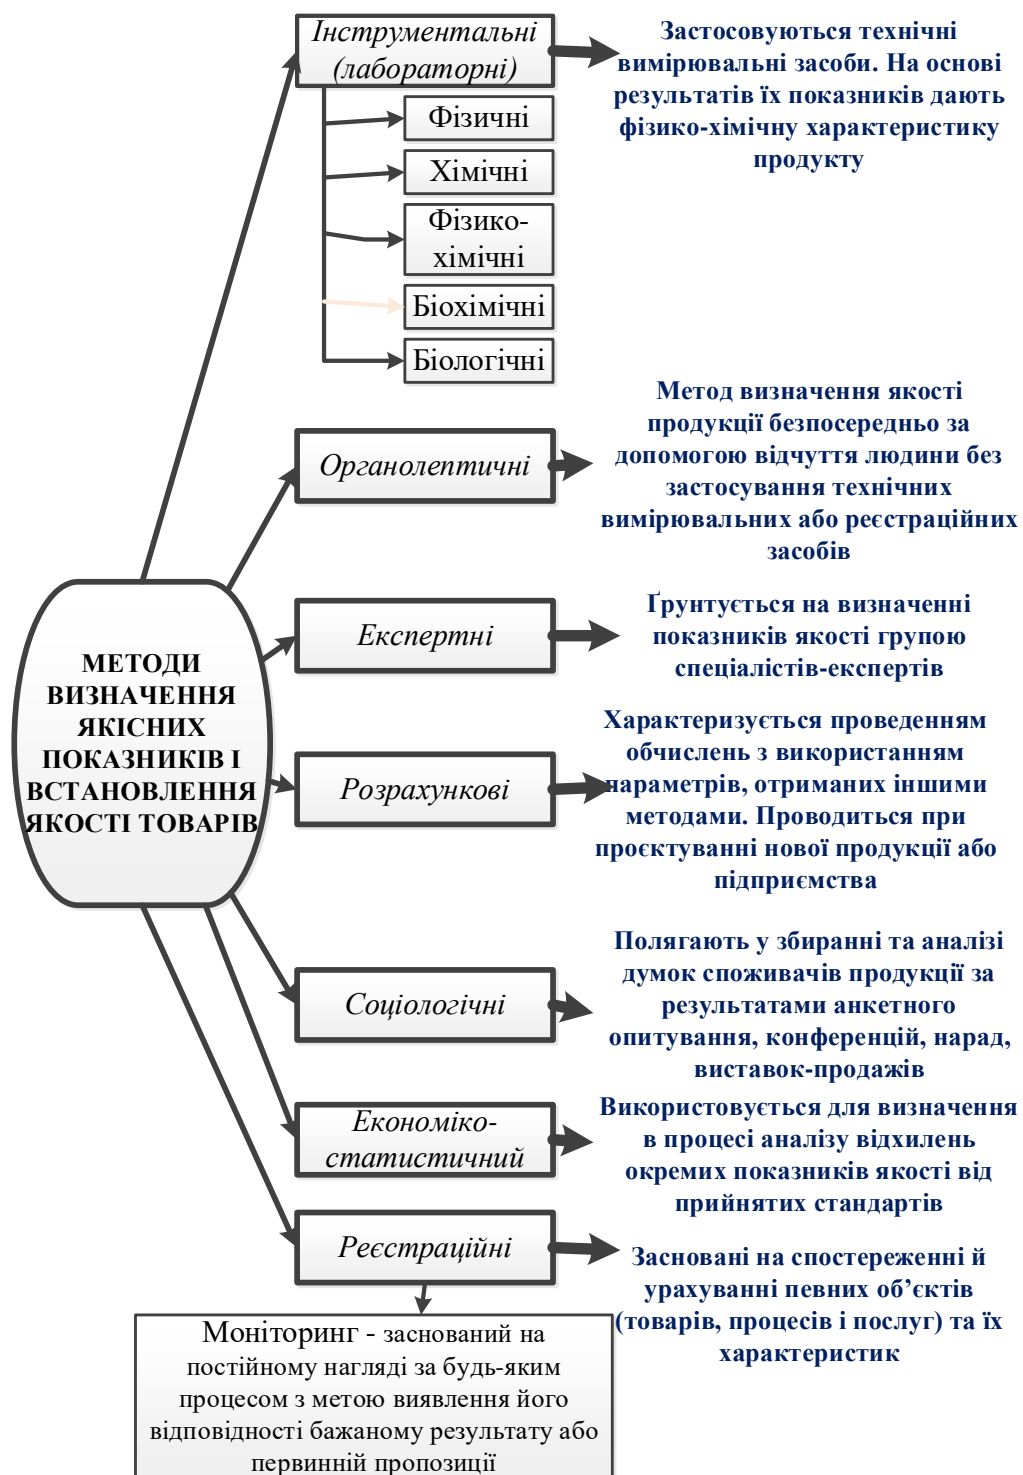 Інструментальні
(лабораторні)
Застосовуються технічні
вимірювальні засоби. На основі
результатів їх показників дають
фізико-хімічну характеристику
продукту
Фізичні
Хімічні
Фізико-
хімічні
Біохімічні
Біологічні
Органолептичні
Метод визначення якості
продукції безпосередньо за
допомогою відчуття людини без
застосування технічних
вимірювальних або реєстраційних
засобів
МЕТОДИ
ВИЗНАЧЕННЯ
ЯКІСНИХ
ПОКАЗНИКІВ І
ВСТАНОВЛЕННЯ
ЯКОСТІ ТОВАРІВ
Експертні
Ґрунтується на визначенні
показників якості групою
спеціалістів-експертів
Розрахункові
Характеризується проведенням
обчислень з використанням
параметрів, отриманих іншими
методами. Проводиться при
проєктуванні нової продукції або
підприємства
Соціологічні
Полягають у збиранні та аналізі
думок споживачів продукції за
результатами анкетного
опитування, конференцій, нарад,
виставок-продажів
Економіко-
статистичний
Використовується для визначення
в процесі аналізу відхилень
окремих показників якості від
прийнятих стандартів
Реєстраційні
Засновані на спостереженні й
урахуванні певних об’єктів
(товарів, процесів і послуг) та їх
характеристик
Моніторинг - заснований на
постійному нагляді за будь-яким
процесом з метою виявлення його
відповідності бажаному результату або
первинній пропозиції